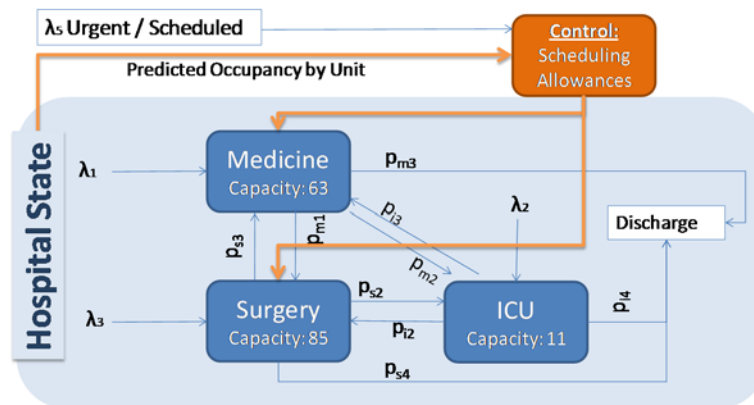 λ₅ Urgent / Scheduled
Control:
Scheduling
Allowances
Predicted Occupancy by Unit
Hospital State
Medicine
Capacity: 63
λ₁
pₘ₃
λ₂
Discharge
pᵢ₃
pₘ₂
pₛ₃
pₘ₁
Surgery
Capacity: 85
λ₃
pₛ₂
pᵢ₂
ICU
Capacity: 11
pᵢ₄
pₛ₄